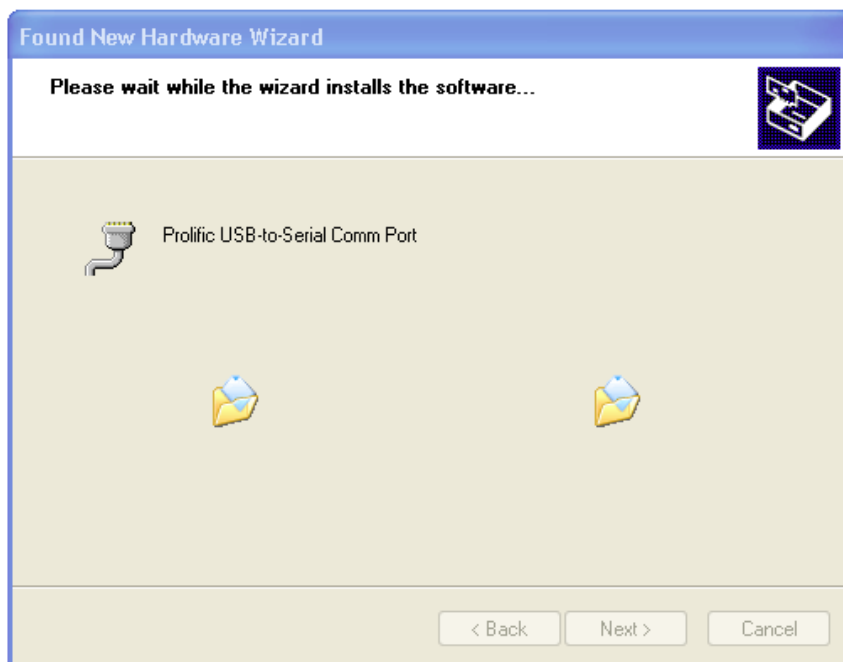 Found New Hardware Wizard
Please wait while the wizard installs the software...
Prolific USB-to-Serial Comm Port
< Back
Next >
Cancel